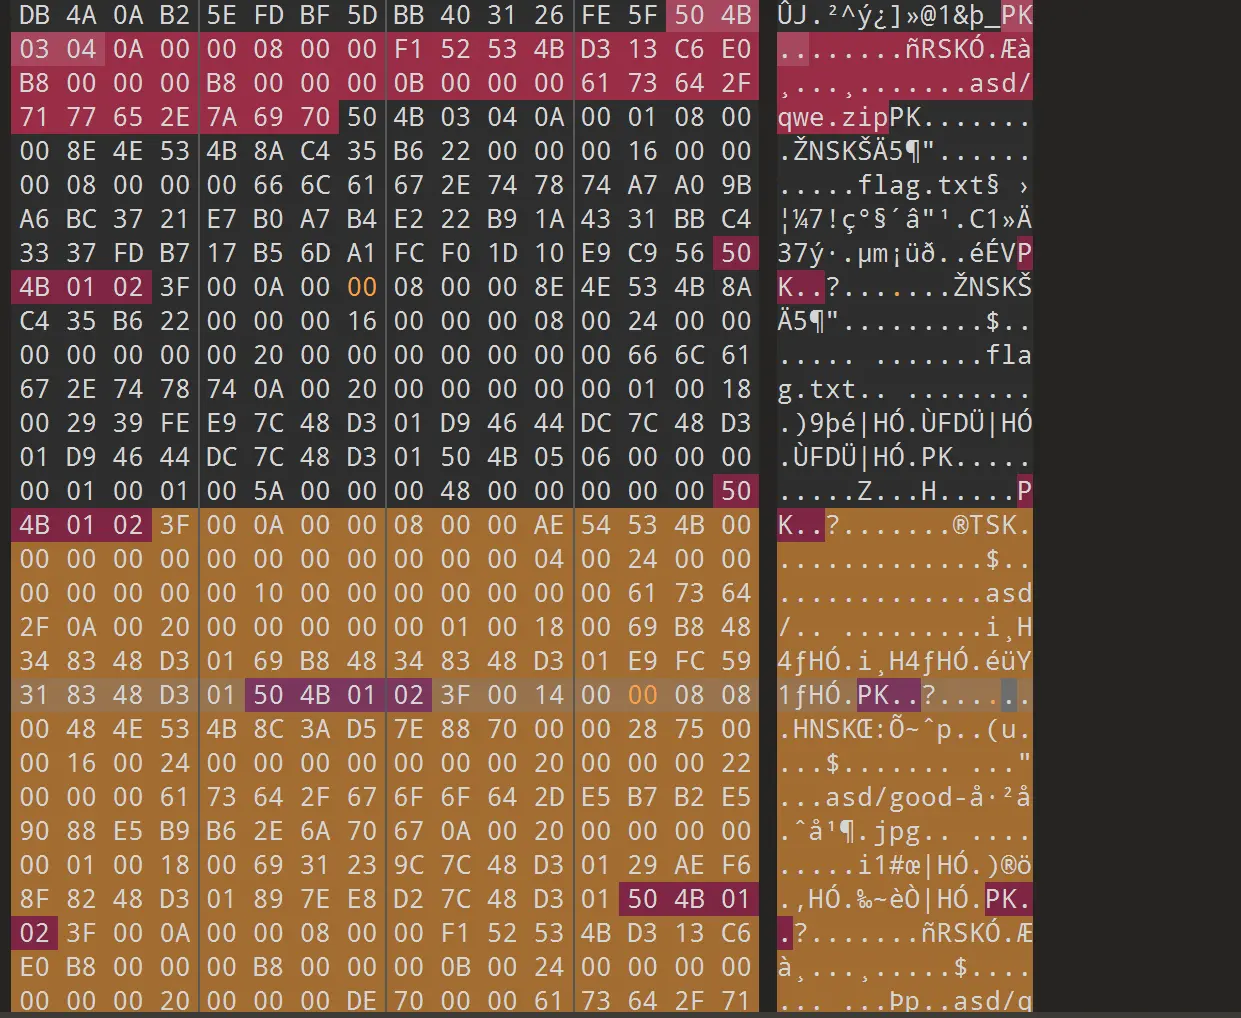 DB 4A 0A B2 5E FD BF 5D BB 40 31 26 FE 5F 50 4B ÛJ.²^ý¿]»@1&þ_PK
03 04 0A 00 00 08 00 00 F1 52 53 4B D3 13 C6 E0 ........ñRSKÓ.Æà
B8 00 00 00 B8 00 00 00 0B 00 00 00 61 73 64 2F ¸...¸.......asd/
71 77 65 2E 7A 69 70 50 4B 03 04 0A 00 01 08 00 qwe.zipPK.......
00 8E 4E 53 4B 8A C4 35 B6 22 00 00 00 16 00 00 .ŽNSKŠÄ5¶"......
00 08 00 00 00 66 6C 61 67 2E 74 78 74 A7 A0 9B .....flag.txt§ ›
A6 BC 37 21 E7 B0 A7 B4 E2 22 B9 1A 43 31 BB C4 ¦¼7!ç°§´â"¹.C1»Ä
33 37 FD B7 17 B5 6D A1 FC F0 1D 10 E9 C9 56 50 37ý·.µm¡üð..éÉVP
4B 01 02 3F 00 0A 00 00 08 00 00 8E 4E 53 4B 8A K..?.......ŽNSKŠ
C4 35 B6 22 00 00 00 16 00 00 00 08 00 24 00 00 Ä5¶".........$..
00 00 00 00 00 20 00 00 00 00 00 00 00 66 6C 61 ..... .......fla
67 2E 74 78 74 0A 00 20 00 00 00 00 00 01 00 18 g.txt.. ........
00 29 39 FE E9 7C 48 D3 01 D9 46 44 DC 7C 48 D3 .)9þé|HÓ.ÙFDÜ|HÓ
01 D9 46 44 DC 7C 48 D3 01 50 4B 05 06 00 00 00 .ÙFDÜ|HÓ.PK.....
00 01 00 01 00 5A 00 00 00 48 00 00 00 00 00 50 .....Z...H.....P
4B 01 02 3F 00 0A 00 00 08 00 00 AE 54 53 4B 00 K..?.......®TSK.
00 00 00 00 00 00 00 00 00 00 00 04 00 24 00 00 .............$..
00 00 00 00 00 10 00 00 00 00 00 00 00 61 73 64 .............asd
2F 0A 00 20 00 00 00 00 00 01 00 18 00 69 B8 48 /.. .........i¸H
34 83 48 D3 01 69 B8 48 34 83 48 D3 01 E9 FC 59 4ƒHÓ.i¸H4ƒHÓ.éüY
31 83 48 D3 01 50 4B 01 02 3F 00 14 00 00 08 08 1ƒHÓ.PK..?......
00 48 4E 53 4B 8C 3A D5 7E 88 70 00 00 28 75 00 .HNSKŒ:Õ~ˆp..(u.
00 16 00 24 00 00 00 00 00 00 00 20 00 00 00 22 ...$....... ..."
00 00 00 61 73 64 2F 67 6F 6F 64 2D E5 B7 B2 E5 ...asd/good-å·²å
90 88 E5 B9 B6 2E 6A 70 67 0A 00 20 00 00 00 00 .ˆå¹¶.jpg.. ....
00 01 00 18 00 69 31 23 9C 7C 48 D3 01 29 AE F6 .....i1#œ|HÓ.)®ö
8F 82 48 D3 01 89 7E E8 D2 7C 48 D3 01 50 4B 01 .‚HÓ.‰~èÒ|HÓ.PK.
02 3F 00 0A 00 00 08 00 00 F1 52 53 4B D3 13 C6 .?.......ñRSKÓ.Æ
E0 B8 00 00 00 B8 00 00 00 0B 00 24 00 00 00 00 à¸...¸.....$....
00 00 00 20 00 00 00 DE 70 00 00 61 73 64 2F 71 ... ...Þp..asd/q